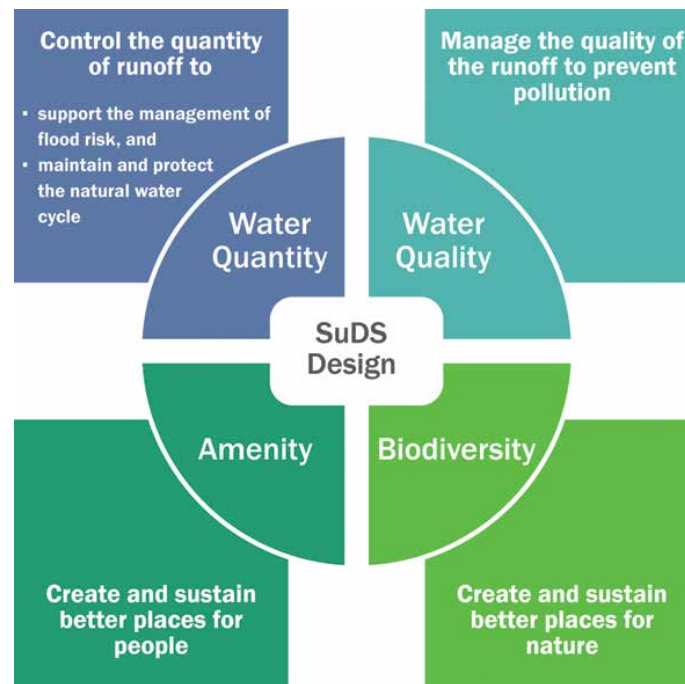 Control the quantity
of runoff to
▪ support the management of
flood risk, and
▪ maintain and protect
the natural water
cycle
Manage the quality of
the runoff to prevent
pollution
Water
Quantity
Water
Quality
SuDS
Design
Amenity
Biodiversity
Create and sustain
better places for
people
Create and sustain
better places for
nature